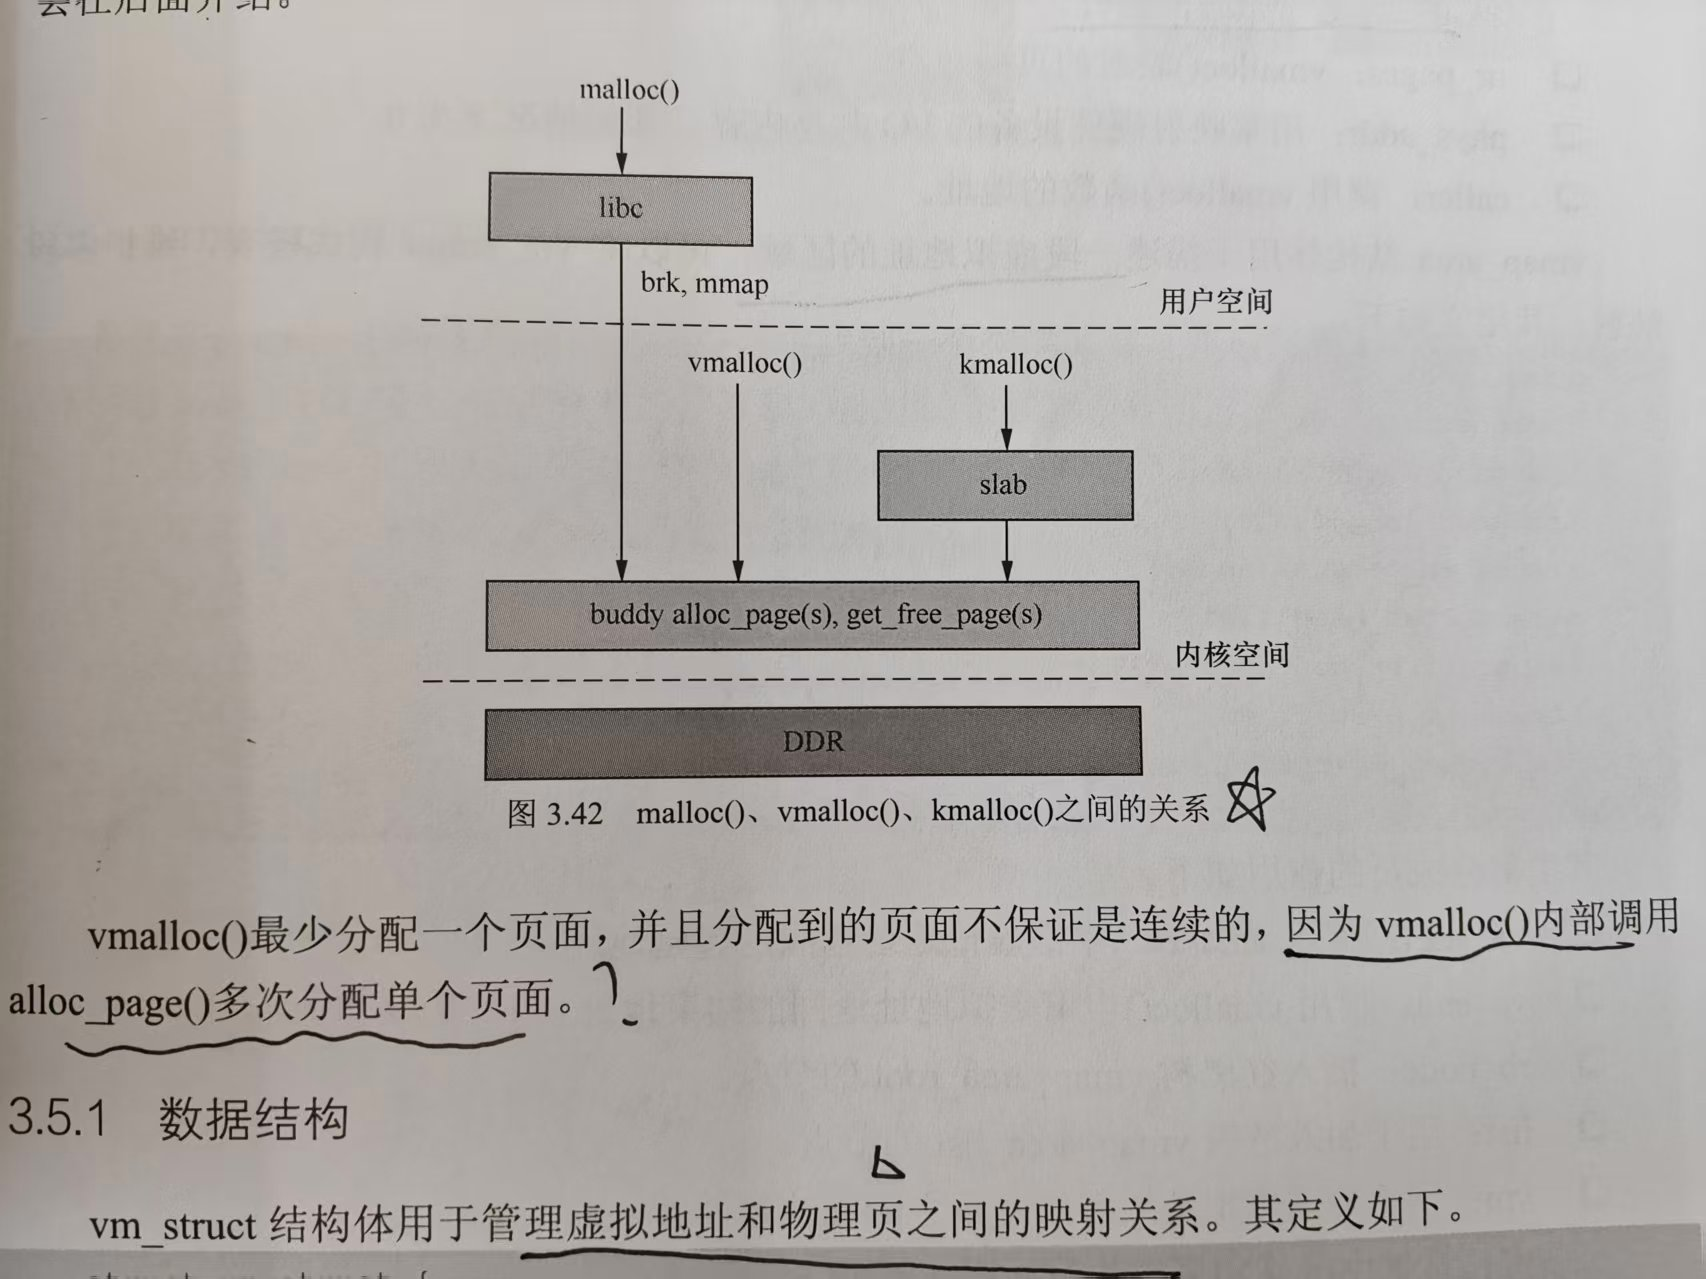 会在后面介绍。
malloc()
libc
brk, mmap
用户空间
vmalloc()
kmalloc()
slab
buddy alloc_page(s), get_free_page(s)
内核空间
DDR
图 3.42 malloc()、vmalloc()、kmalloc()之间的关系
vmalloc()最少分配一个页面，并且分配到的页面不保证是连续的，因为 vmalloc()内部调用
alloc_page()多次分配单个页面。
3.5.1 数据结构
vm_struct 结构体用于管理虚拟地址和物理页之间的映射关系。其定义如下。